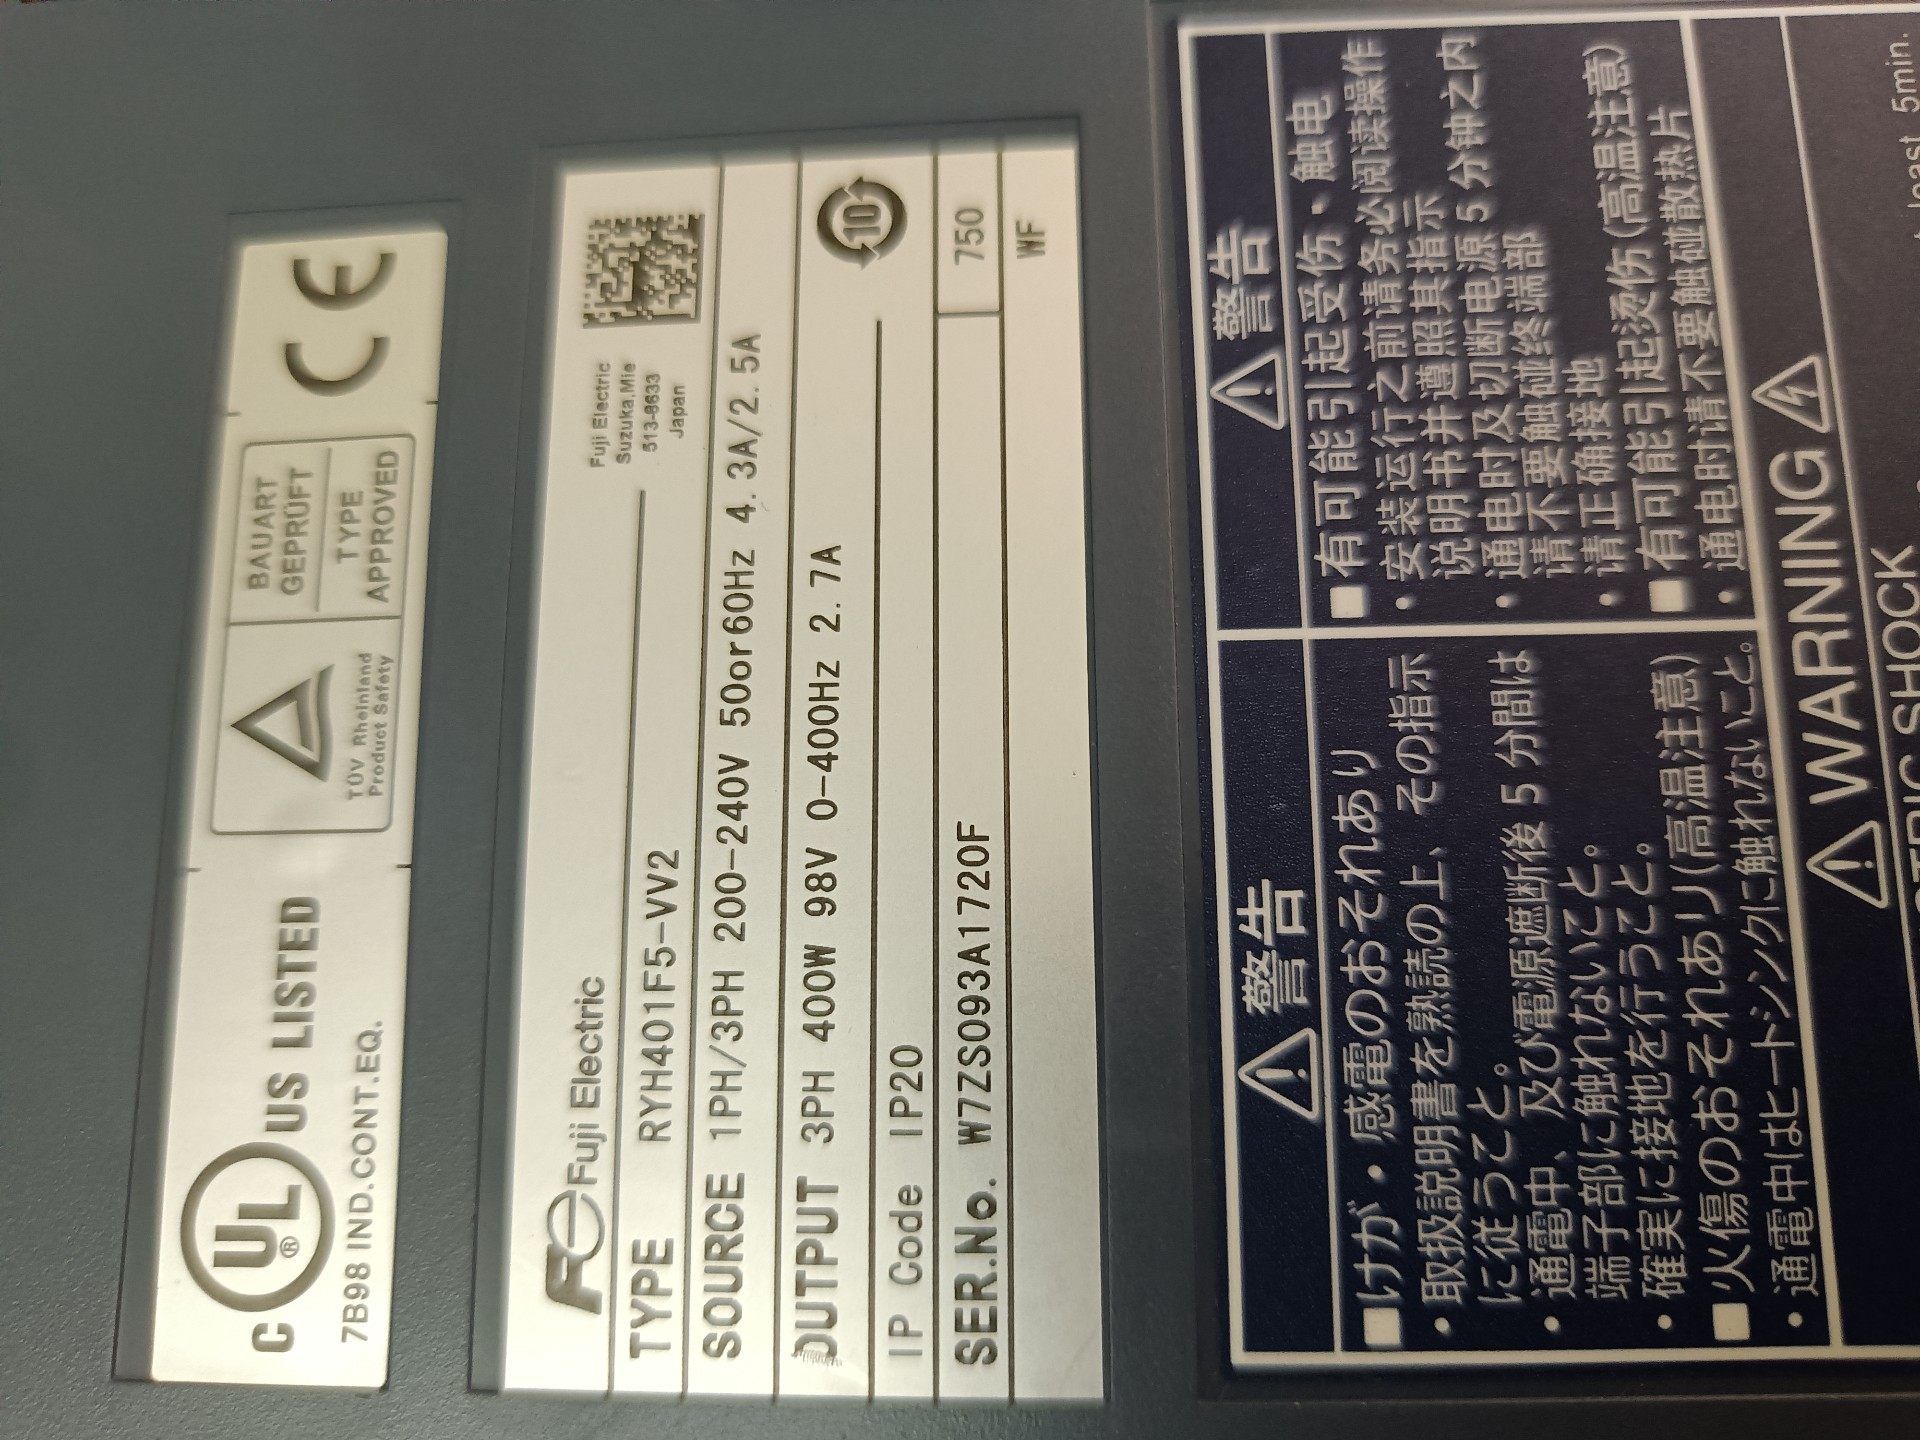 C UL ® US LISTED
7B98 IND.CONT.EQ.
TÜV Rheinland
Product Safety
BAUART
GEPRÜFT
TYPE
APPROVED
CE
Fe Fuji Electric
Fuji Electric
Suzuka,Mie
513-8633
Japan
TYPE RYH401F5-VV2
SOURCE 1PH/3PH 200-240V 50or60Hz 4.3A/2.5A
OUTPUT 3PH 400W 98V 0-400Hz 2.7A
10
IP Code IP20
SER.No. W7ZS093A1720F 750
WF
警告
■けが・感電のおそれあり
・取扱説明書を熟読の上、その指示
に従うこと。
・通電中、及び電源遮断後5分間は
端子部に触れないこと。
・確実に接地を行うこと。
■火傷のおそれあり(高温注意)
・通電中はヒートシンクに触れないこと。
警告
■有可能引起受伤、触电
・安装运行之前请务必阅读操作
说明书并遵照其指示
・通电时及切断电源5分钟之内
请不要触碰终端部
・请正确接地
■有可能引起烫伤(高温注意)
・通电时请不要触碰散热片
WARNING
SHOCK
least 5min.